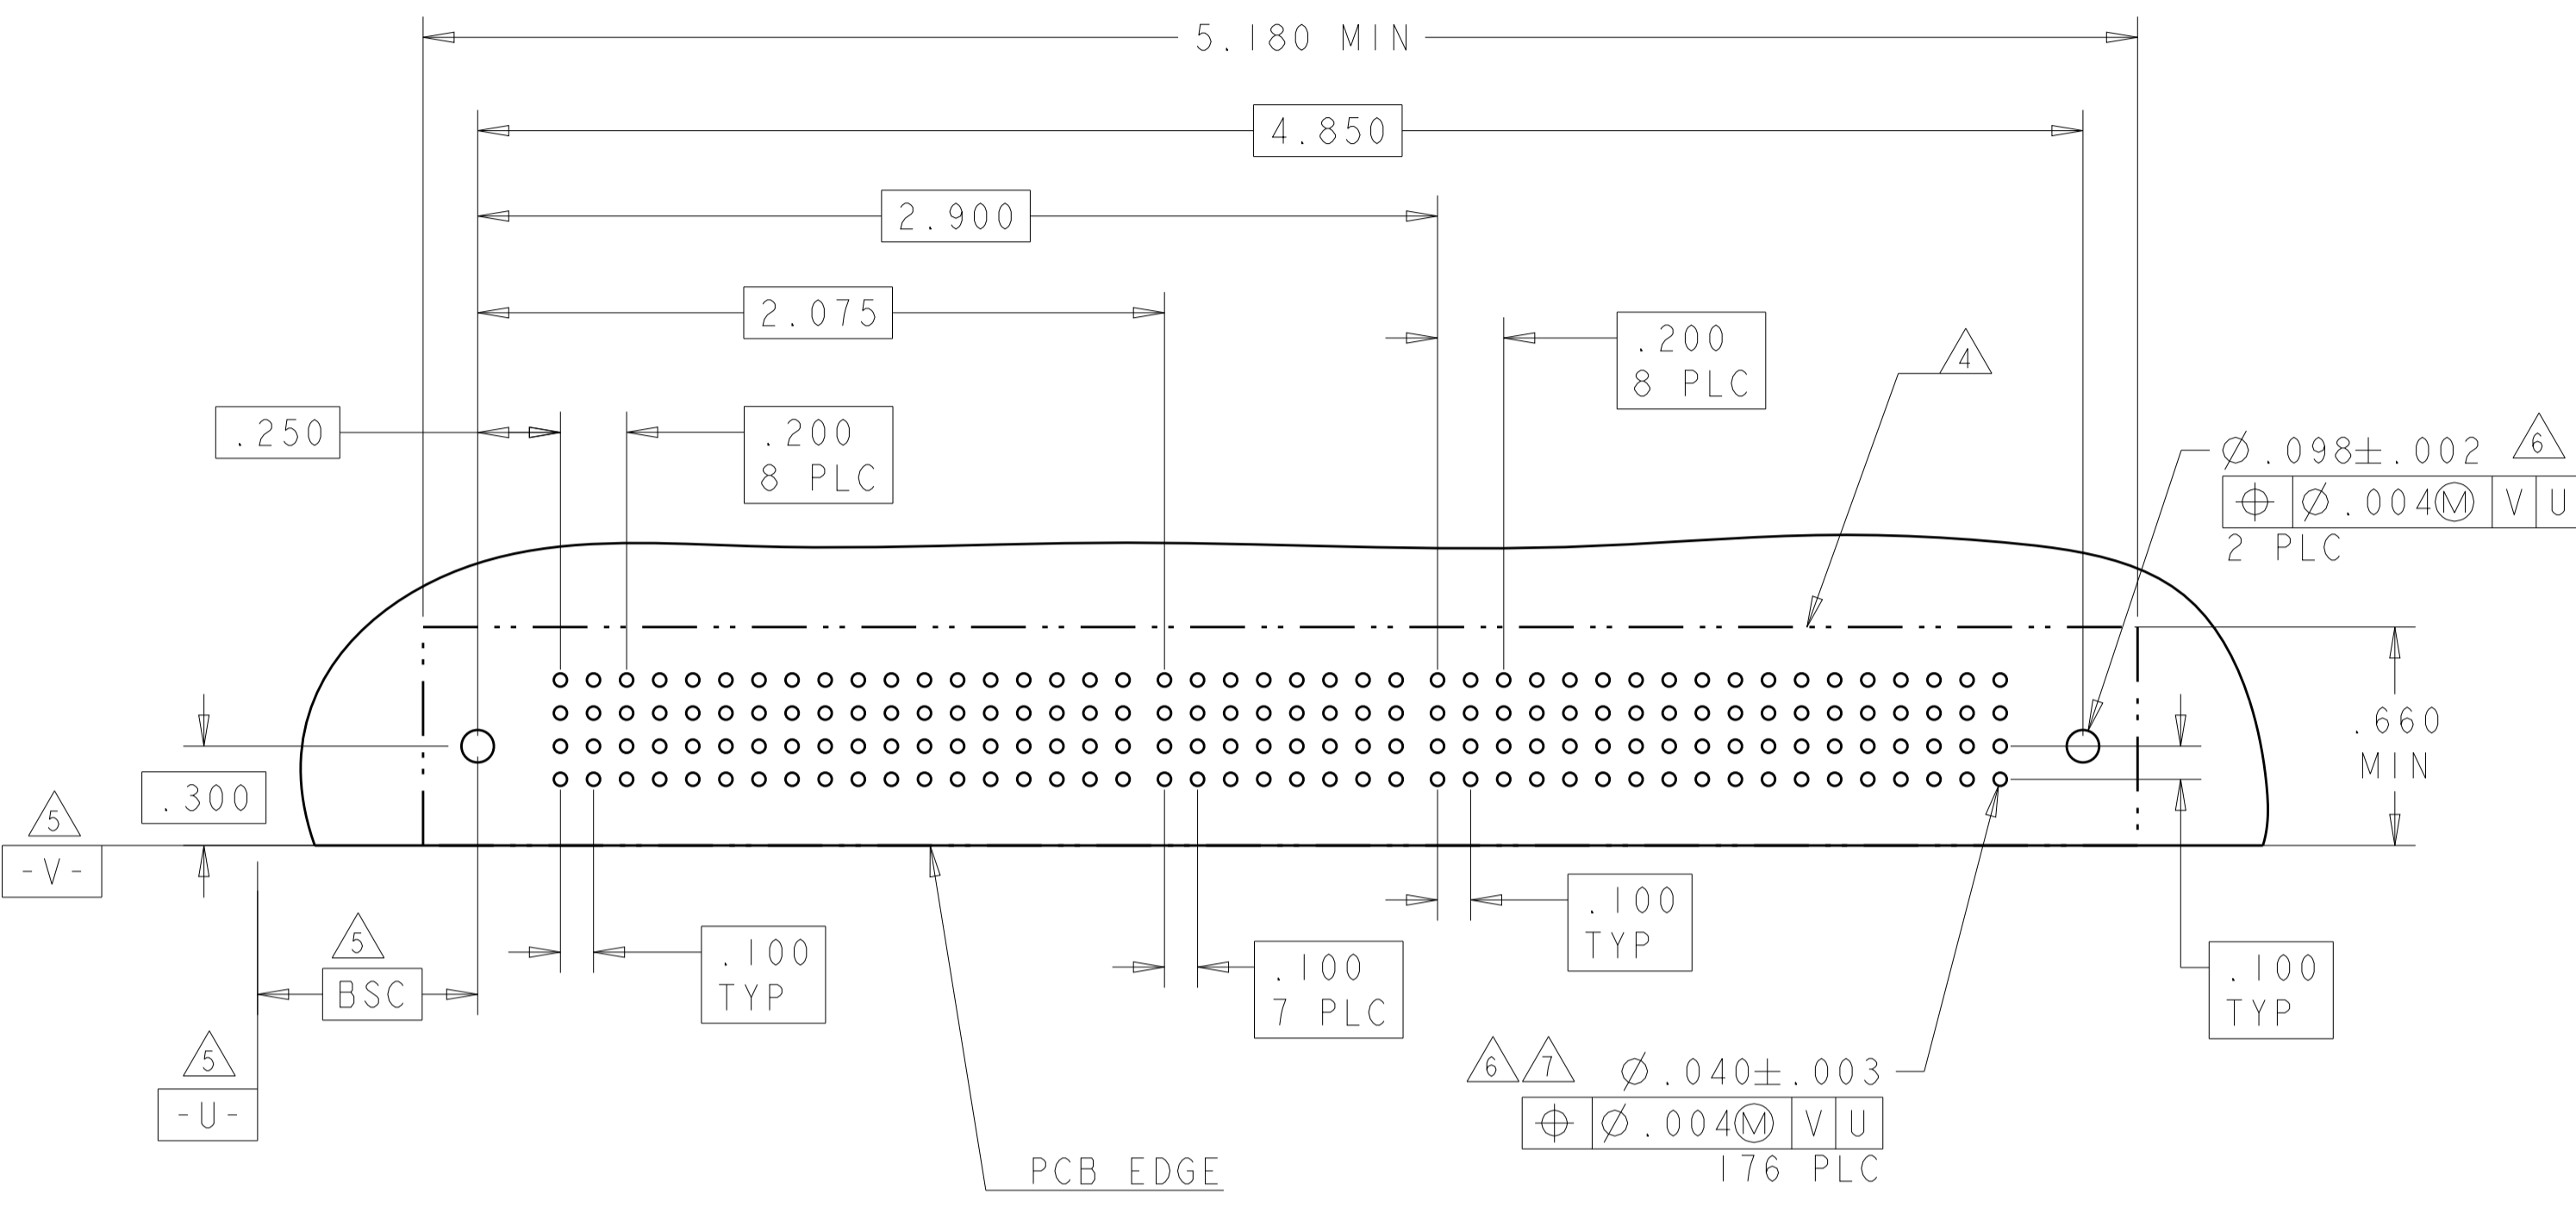 5.180 MIN
4.850
2.900
2.075
.200
8 PLC
4
.250
.200
8 PLC
Ø.098±.002 6
⌖ Ø.004Ⓜ V U
2 PLC
.660
MIN
.300
5
-V-
5
BSC
5
-U-
.100
TYP
.100
7 PLC
.100
TYP
.100
TYP
6 7 Ø.040±.003
⌖ Ø.004Ⓜ V U
176 PLC
PCB EDGE